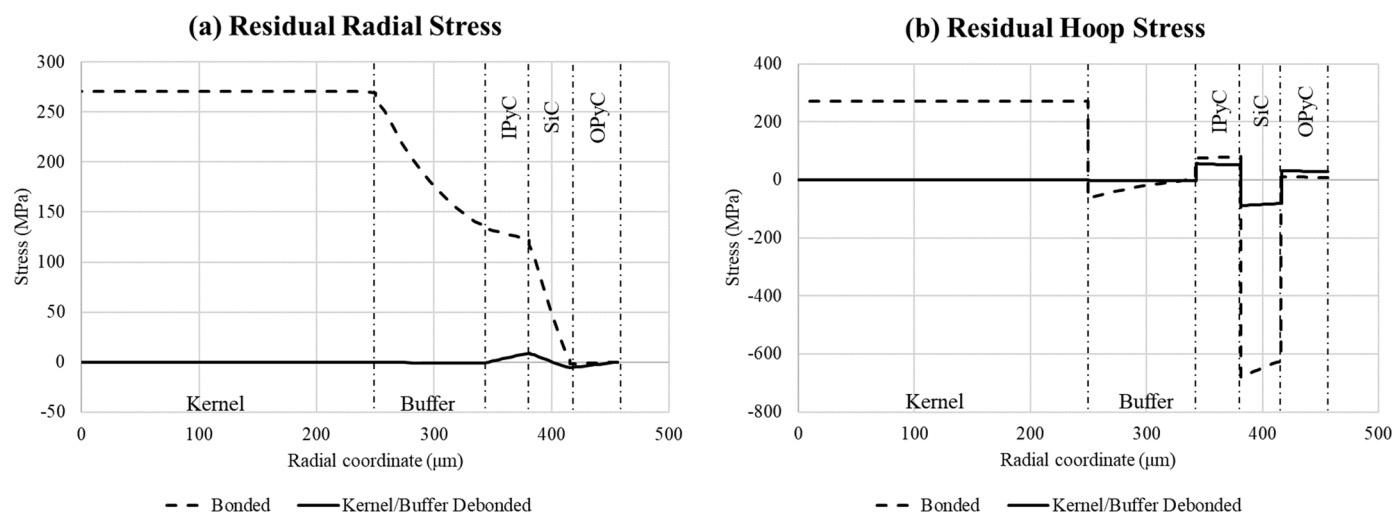 (a) Residual Radial Stress
300
250
200
150
100
50
0
-50
Stress (MPa)
IPyC
SiC
OPyC
Kernel
Buffer
0 100 200 300 400 500
Radial coordinate (μm)
Bonded
Kernel/Buffer Debonded
(b) Residual Hoop Stress
400
200
0
-200
-400
-600
-800
Stress (MPa)
IPyC
SiC
OPyC
Kernel
Buffer
0 100 200 300 400 500
Radial coordinate (μm)
Bonded
Kernel/Buffer Debonded